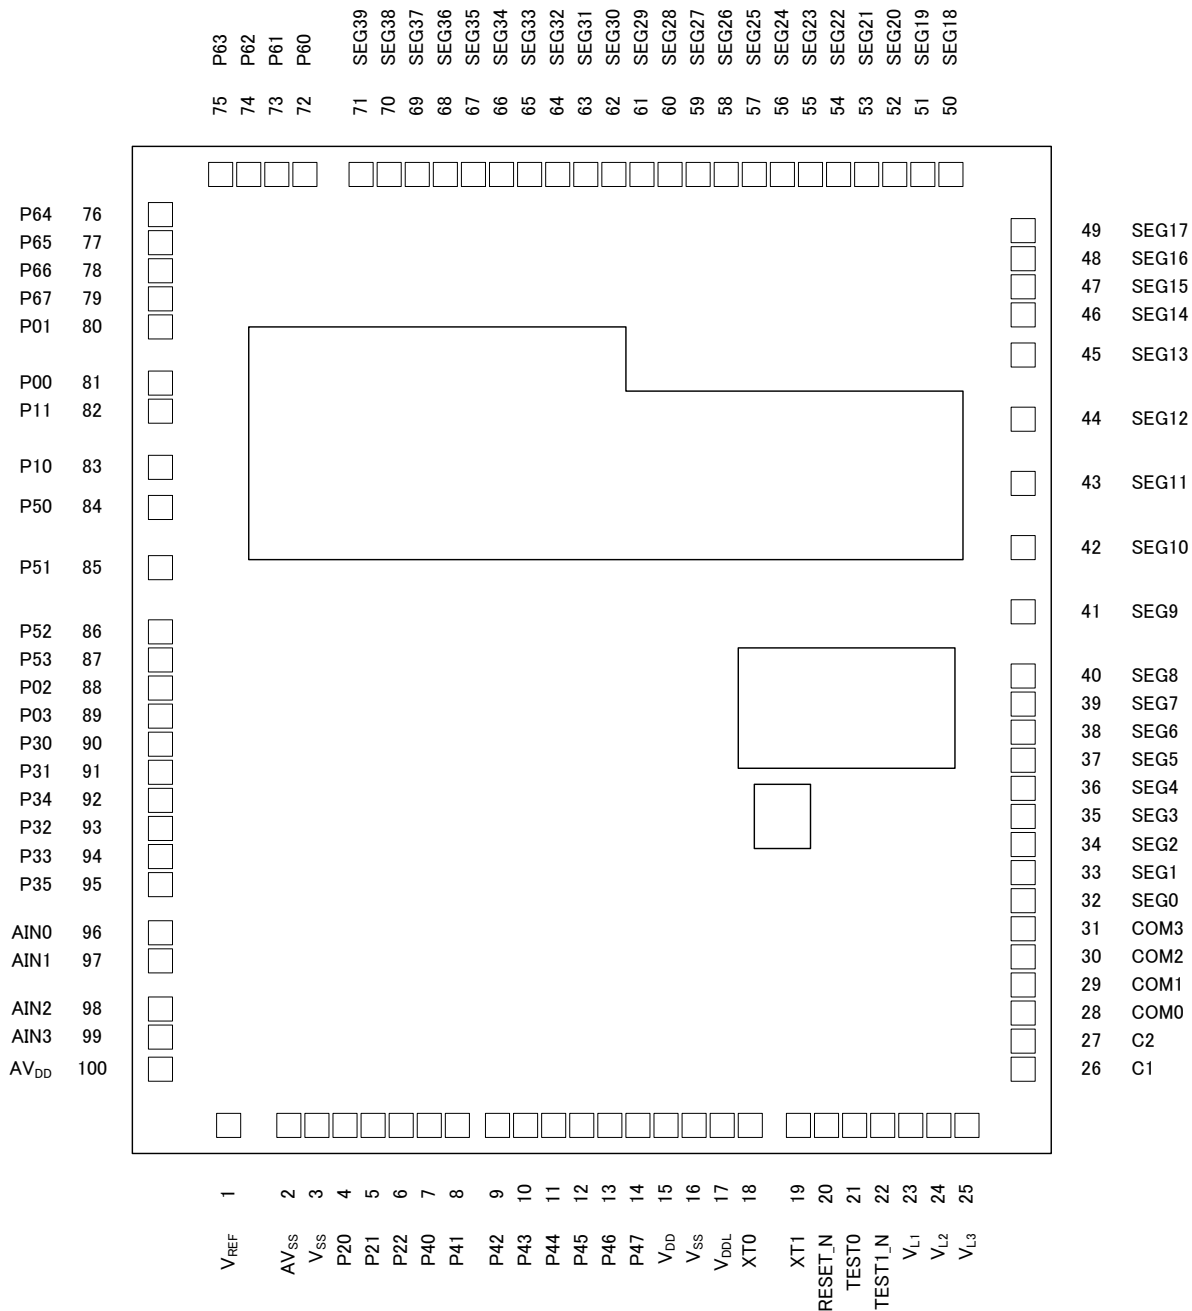 P63
P62
P61
P60
SEG39
SEG38
SEG37
SEG36
SEG35
SEG34
SEG33
SEG32
SEG31
SEG30
SEG29
SEG28
SEG27
SEG26
SEG25
SEG24
SEG23
SEG22
SEG21
SEG20
SEG19
SEG18
75
74
73
72
71
70
69
68
67
66
65
64
63
62
61
60
59
58
57
56
55
54
53
52
51
50
P64 76
P65 77
P66 78
P67 79
P01 80
P00 81
P11 82
P10 83
P50 84
P51 85
P52 86
P53 87
P02 88
P03 89
P30 90
P31 91
P34 92
P32 93
P33 94
P35 95
AIN0 96
AIN1 97
AIN2 98
AIN3 99
AVDD 100
49 SEG17
48 SEG16
47 SEG15
46 SEG14
45 SEG13
44 SEG12
43 SEG11
42 SEG10
41 SEG9
40 SEG8
39 SEG7
38 SEG6
37 SEG5
36 SEG4
35 SEG3
34 SEG2
33 SEG1
32 SEG0
31 COM3
30 COM2
29 COM1
28 COM0
27 C2
26 C1
1
2
3
4
5
6
7
8
9
10
11
12
13
14
15
16
17
18
19
20
21
22
23
24
25
VREF
AVSS
VSS
P20
P21
P22
P40
P41
P42
P43
P44
P45
P46
P47
VDD
VSS
VDDL
XT0
XT1
RESET_N
TEST0
TEST1_N
VL1
VL2
VL3